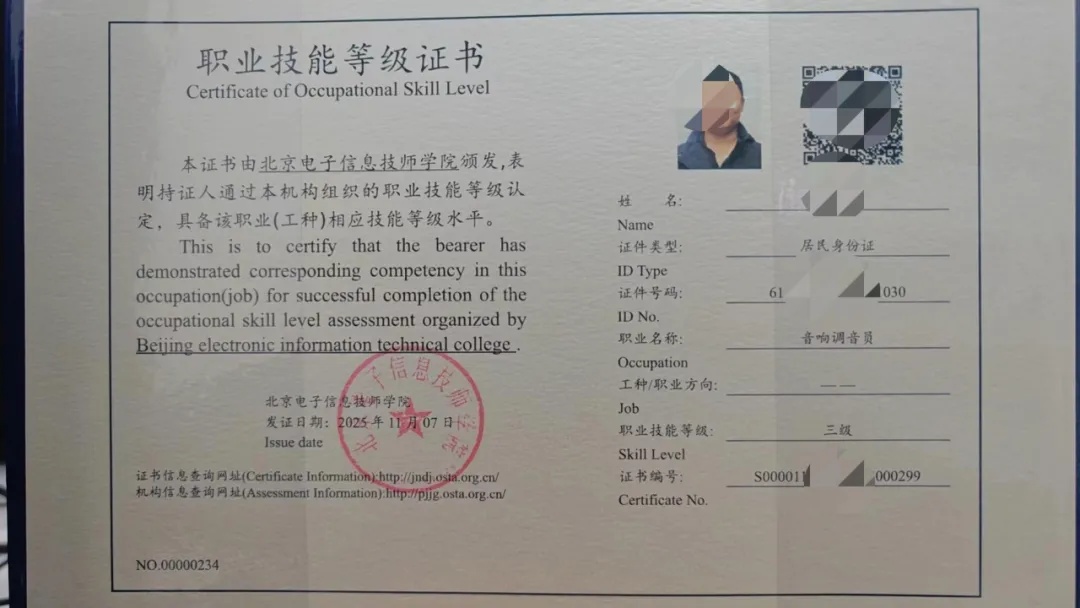 职业技能等级证书
Certificate of Occupational Skill Level
本证书由北京电子信息技师学院颁发,表
明持证人通过本机构组织的职业技能等级认
定，具备该职业(工种)相应技能等级水平。
This is to certify that the bearer has
demonstrated corresponding competency in this
occupation(job) for successful completion of the
occupational skill level assessment organized by
Beijing electronic information technical college .
北京电子信息技师学院
发证日期：2025 年 11 月 07 日
Issue date
证书信息查询网址(Certificate Information):http://jndj.osta.org.cn/
机构信息查询网址(Assessment Information):http://pjjg.osta.org.cn/
NO.00000234
姓 名:
Name
证件类型: 居民身份证
ID Type
证件号码: 61 030
ID No.
职业名称: 音响调音员
Occupation
工种/职业方向: — —
Job
职业技能等级: 三级
Skill Level
证书编号: S000011 000299
Certificate No.